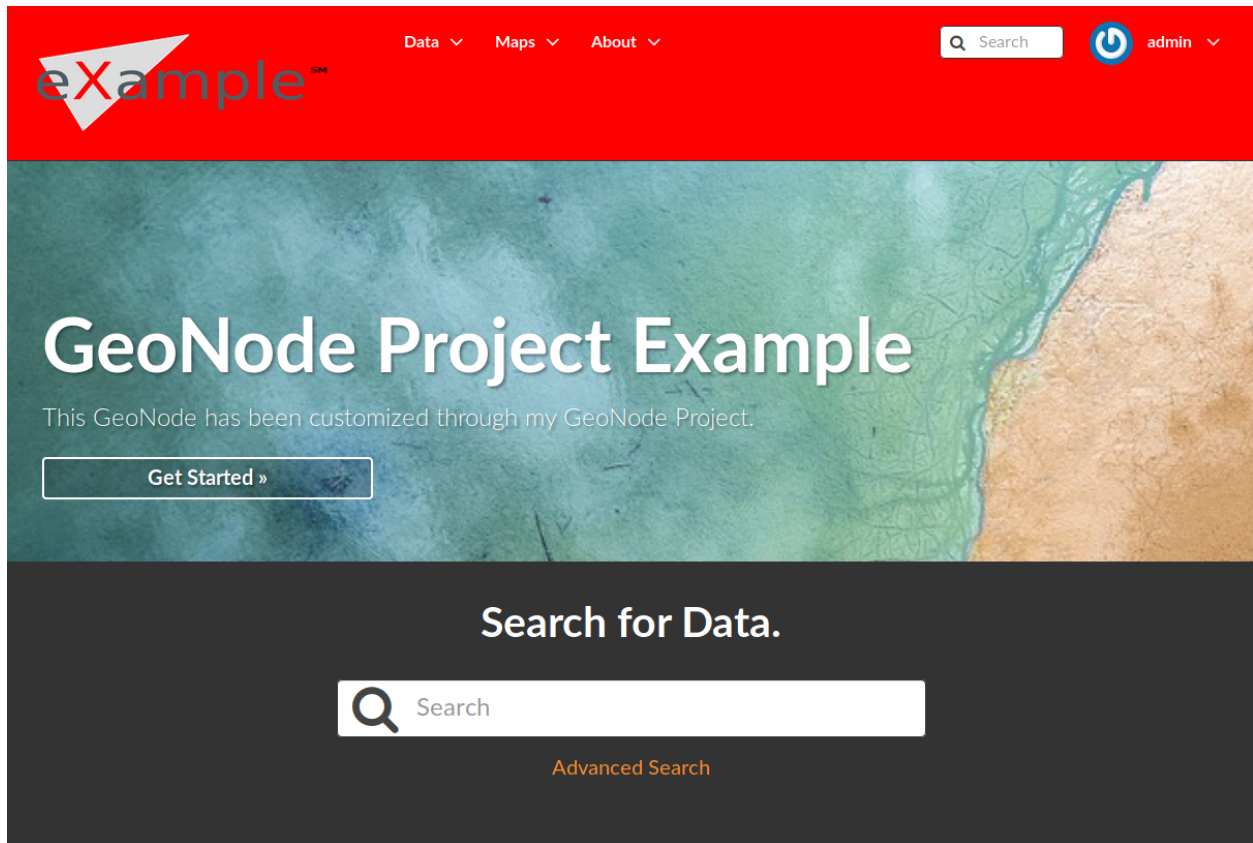 eXample℠
Data Maps About
Search
admin
GeoNode Project Example
This GeoNode has been customized through my GeoNode Project.
Get Started »
Search for Data.
Search
Advanced Search